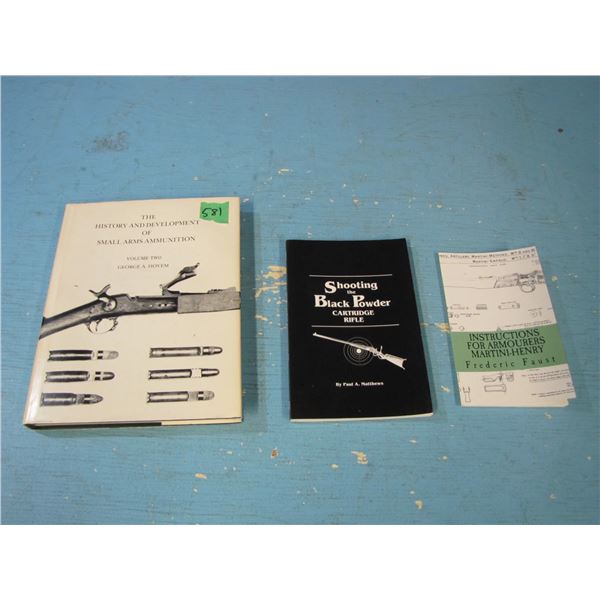 THE
HISTORY AND DEVELOPMENT
OF
SMALL ARMS AMMUNITION
VOLUME TWO
GEORGE A. HOYEM
581
Shooting
the
Black Powder
CARTRIDGE
RIFLE
By Paul A. Matthews
INSTRUCTIONS
FOR ARMOURERS
MARTINI-HENRY
Frederic Faust